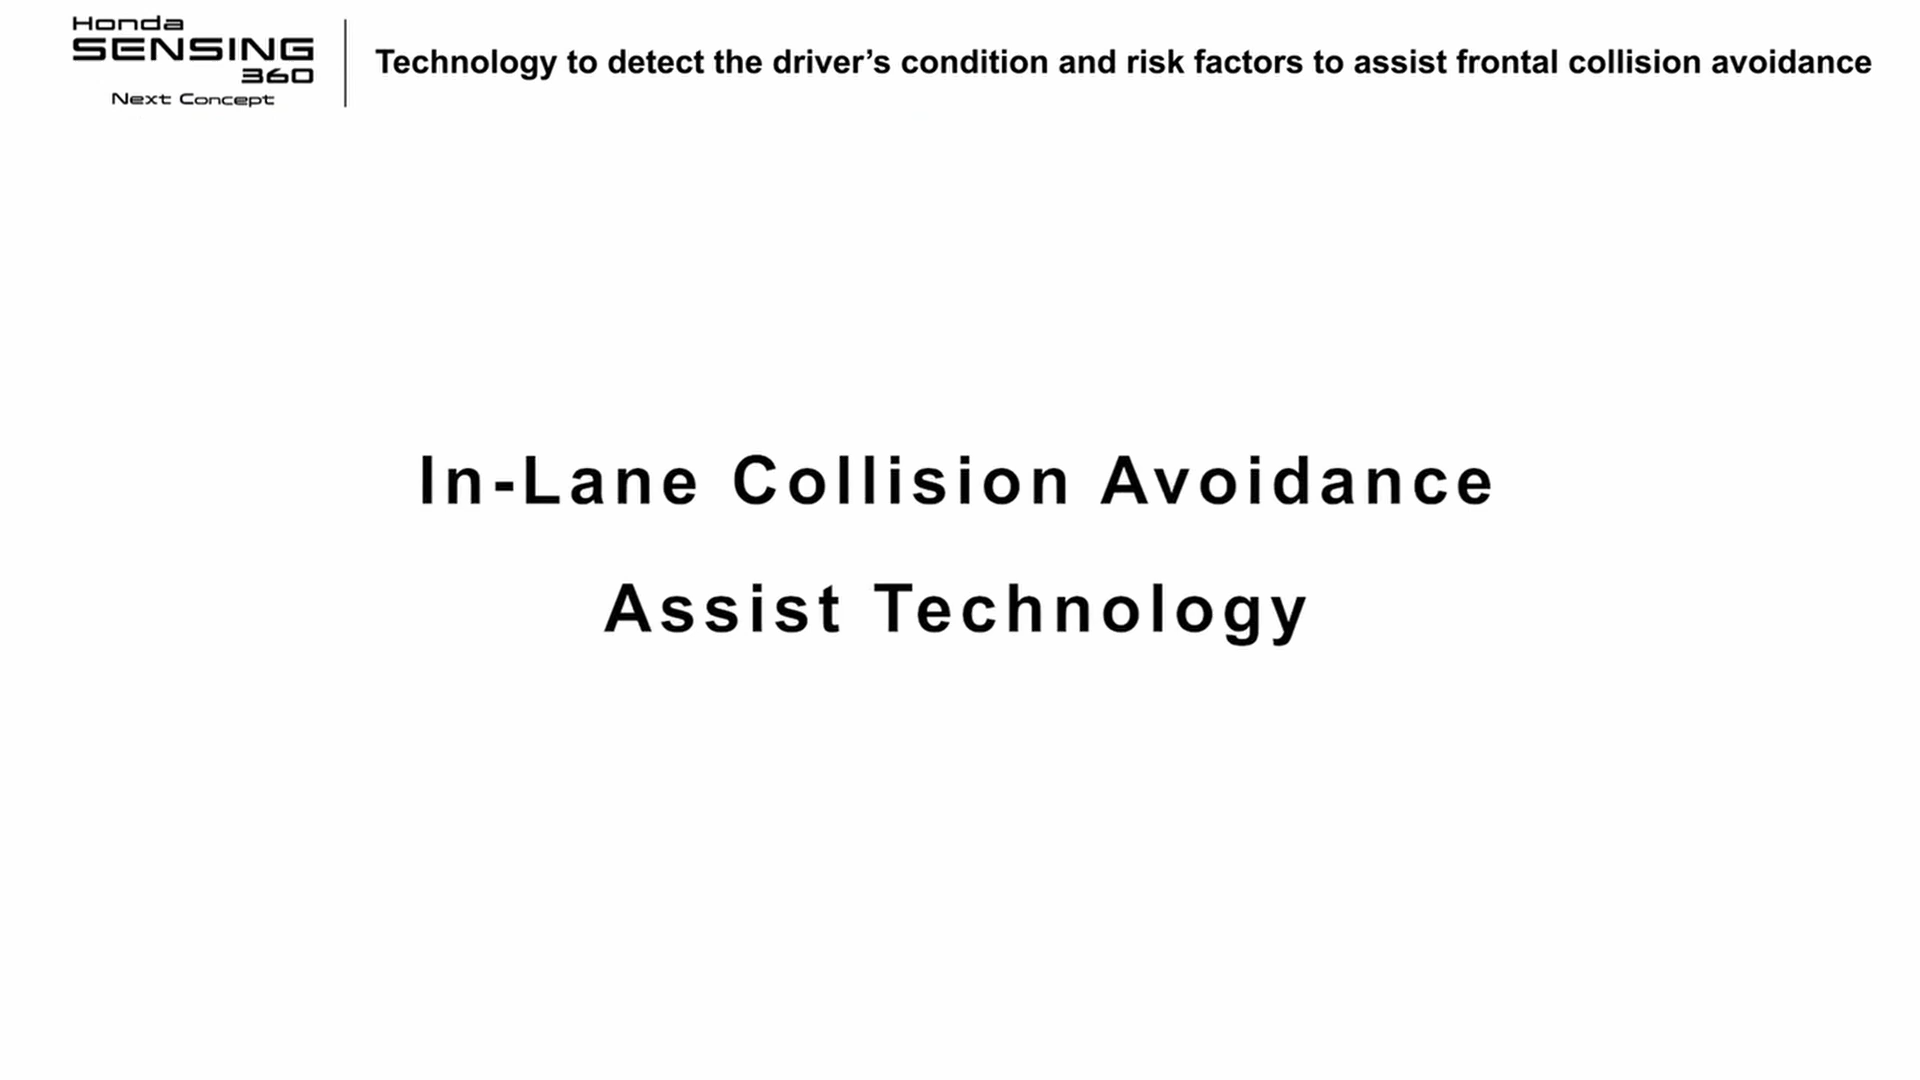 Honda
SENSING
360
Next Concept
Technology to detect the driver’s condition and risk factors to assist frontal collision avoidance
In-Lane Collision Avoidance
Assist Technology